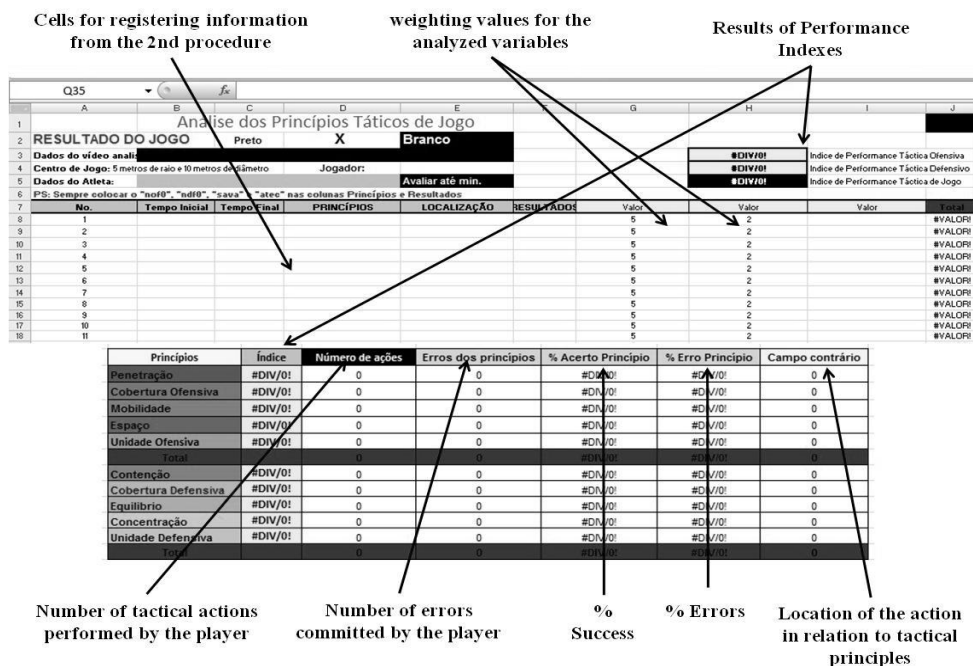 Cells for registering information
from the 2nd procedure
weighting values for the
analyzed variables
Results of Performance
Indexes
Q35 fx
A B C D E F G H I J
1 Análise dos Princípios Táticos de Jogo
2 RESULTADO DO JOGO Preto X Branco
3 Dados do vídeo analis #DIV/0! Indice de Performance Táctica Ofensiva
4 Centro de Jogo: 5 metros de raio e 10 metros de diâmetro Jogador: #DIV/0! Indice de Performance Táctica Defensivo
5 Dados do Atleta: Avaliar até min. #DIV/0! Indice de Performance Táctica de Jogo
6 PS: Sempre colocar o "nof0", "ndf0", "sava" e "atec" nas colunas Princípios e Resultados
7 No. Tempo Inicial Tempo Final PRINCÍPIOS LOCALIZAÇÃO RESULTADOS Valor Valor Valor Total
8 1 5 2 #VALOR!
9 2 5 2 #VALOR!
10 3 5 2 #VALOR!
11 4 5 2 #VALOR!
12 5 5 2 #VALOR!
13 6 5 2 #VALOR!
14 7 5 2 #VALOR!
15 8 5 2 #VALOR!
16 9 5 2 #VALOR!
17 10 5 2 #VALOR!
18 11 5 2 #VALOR!
Princípios Índice Número de ações Erros dos princípios % Acerto Principio % Erro Principio Campo contrário
Penetração #DIV/0! 0 0 #DIV/0! #DIV/0! 0
Cobertura Ofensiva #DIV/0! 0 0 #DIV/0! #DIV/0! 0
Mobilidade #DIV/0! 0 0 #DIV/0! #DIV/0! 0
Espaço #DIV/0! 0 0 #DIV/0! #DIV/0! 0
Unidade Ofensiva #DIV/0! 0 0 #DIV/0! #DIV/0! 0
Total 0 0 #DIV/0! #DIV/0! 0
Contenção #DIV/0! 0 0 #DIV/0! #DIV/0! 0
Cobertura Defensiva #DIV/0! 0 0 #DIV/0! #DIV/0! 0
Equilibrio #DIV/0! 0 0 #DIV/0! #DIV/0! 0
Concentração #DIV/0! 0 0 #DIV/0! #DIV/0! 0
Unidade Defensiva #DIV/0! 0 0 #DIV/0! #DIV/0! 0
Total 0 0 #DIV/0! #DIV/0! 0
Number of tactical actions
performed by the player
Number of errors
committed by the player
%
Success
% Errors
Location of the action
in relation to tactical
principles